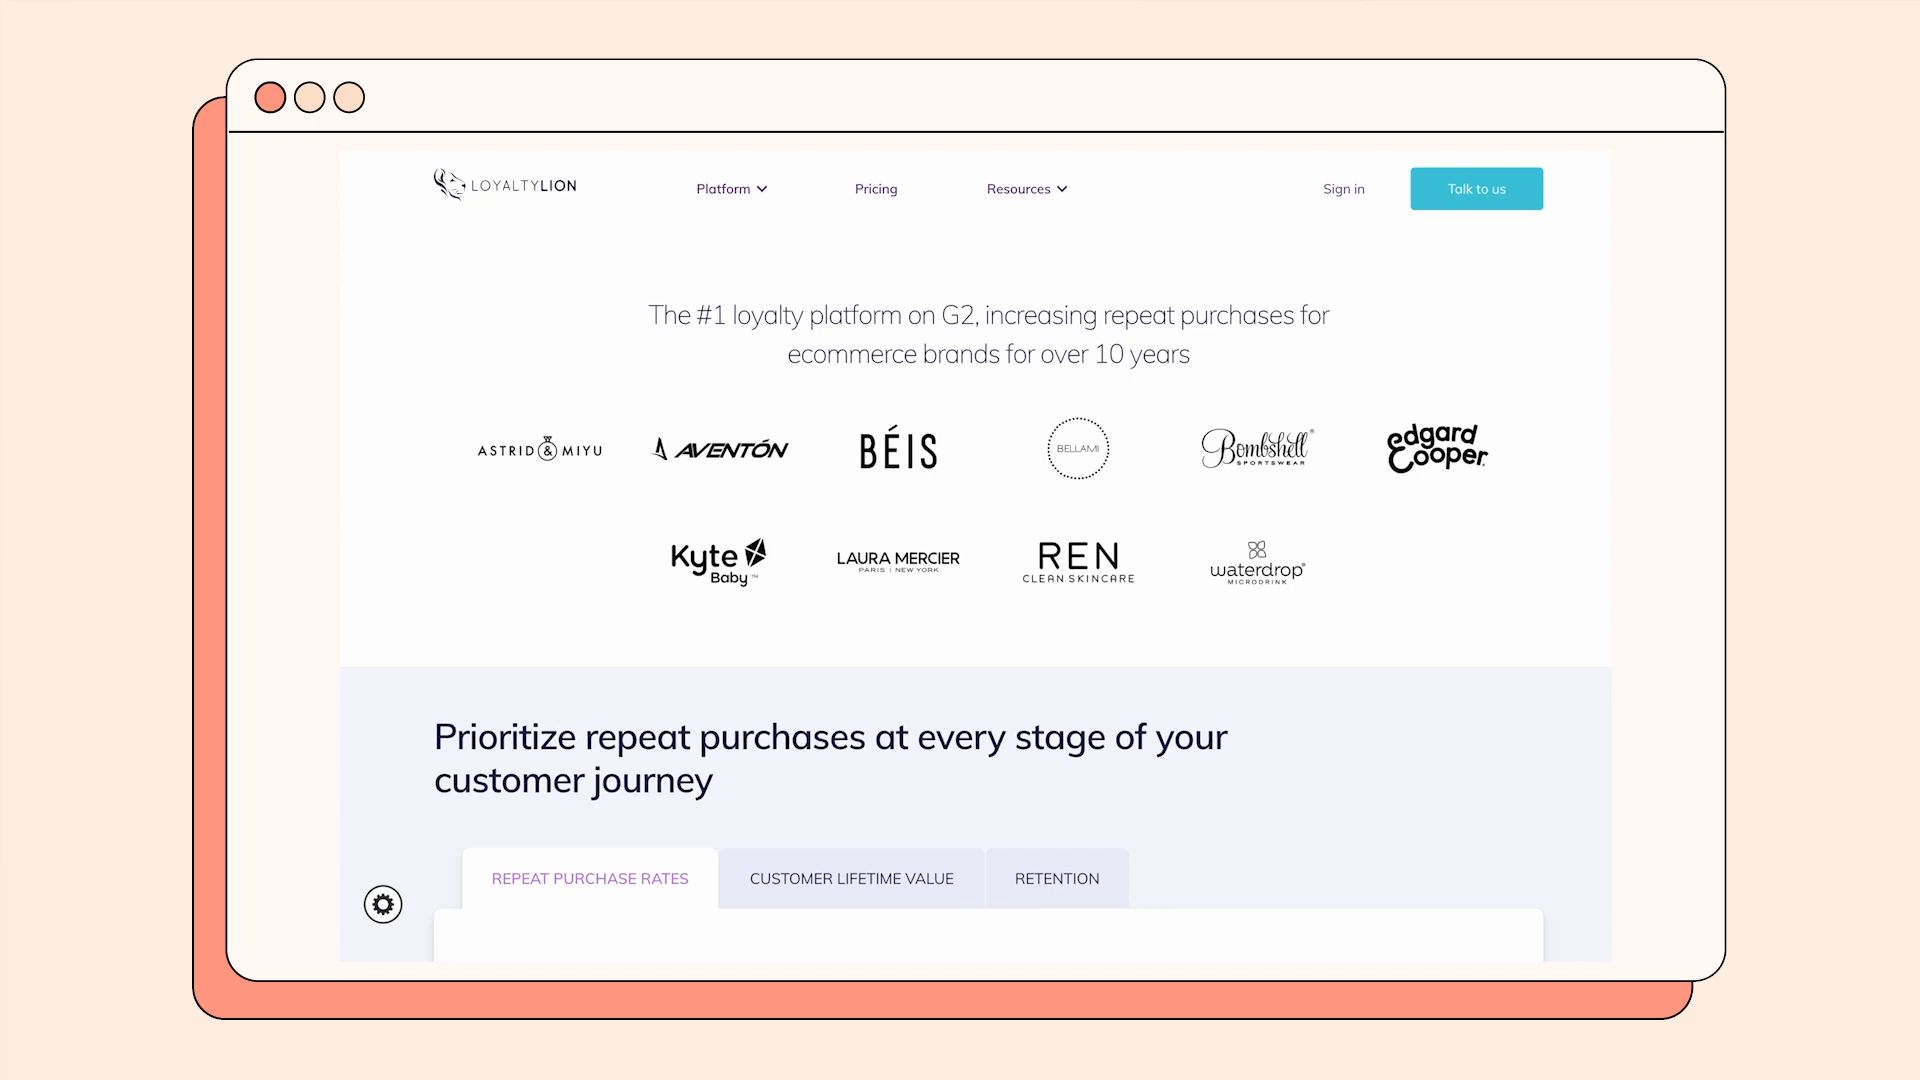 LOYALTYLION
Platform
Pricing
Resources
Sign in
Talk to us
The #1 loyalty platform on G2, increasing repeat purchases for
ecommerce brands for over 10 years
ASTRID & MIYU
AVENTÓN
BÉIS
BELLAMI
Bombshell®
SPORTSWEAR
edgard
Cooper
Kyte
Baby™
LAURA MERCIER
PARIS | NEW YORK
REN
CLEAN SKINCARE
waterdrop®
MICRODRINK
Prioritize repeat purchases at every stage of your
customer journey
REPEAT PURCHASE RATES
CUSTOMER LIFETIME VALUE
RETENTION